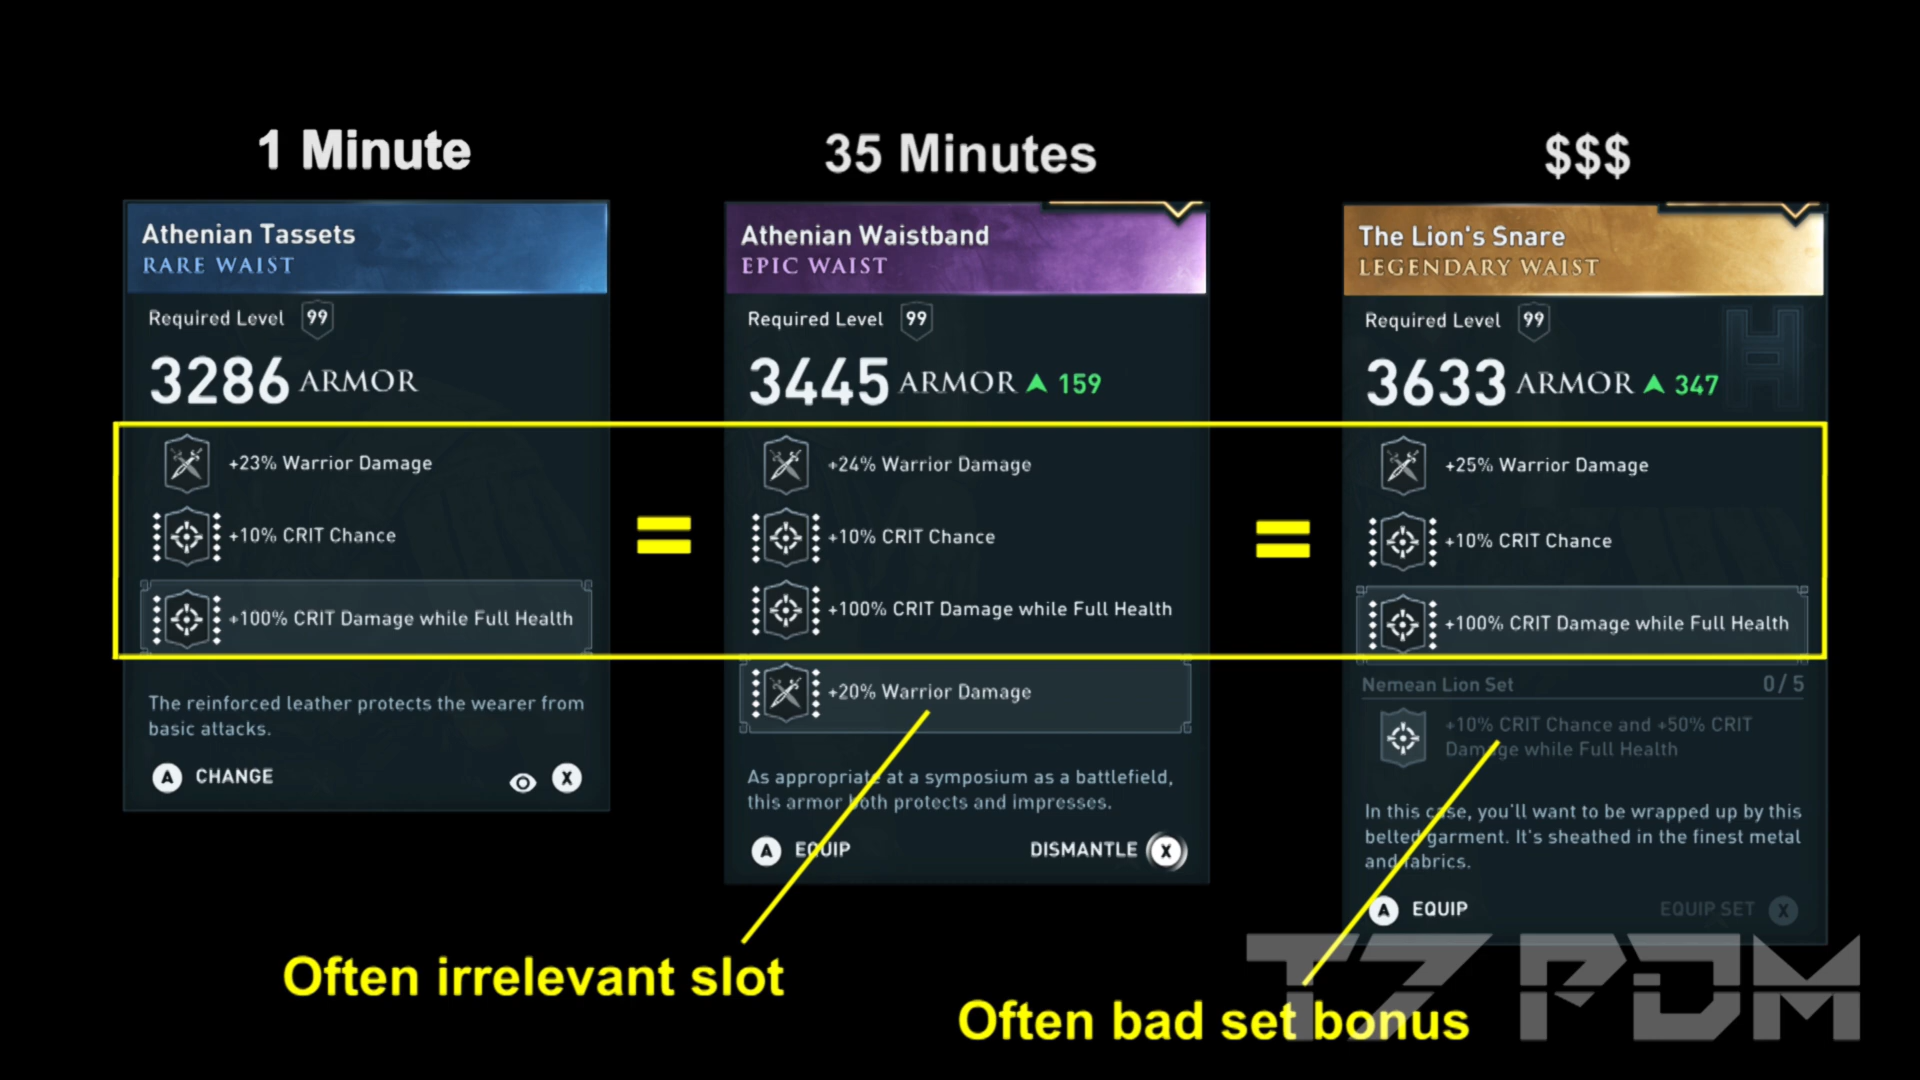 1 Minute
Athenian Tassets
RARE WAIST
Required Level 99
3286 ARMOR
+23% Warrior Damage
+10% CRIT Chance
+100% CRIT Damage while Full Health
The reinforced leather protects the wearer from
basic attacks.
A CHANGE X
=
35 Minutes
Athenian Waistband
EPIC WAIST
Required Level 99
3445 ARMOR 159
+24% Warrior Damage
+10% CRIT Chance
+100% CRIT Damage while Full Health
+20% Warrior Damage
As appropriate at a symposium as a battlefield,
this armor both protects and impresses.
A EQUIP DISMANTLE X
Often irrelevant slot
=
$$$
The Lion's Snare
LEGENDARY WAIST
Required Level 99
3633 ARMOR 347
+25% Warrior Damage
+10% CRIT Chance
+100% CRIT Damage while Full Health
Nemean Lion Set 0/5
+10% CRIT Chance and +50% CRIT
Damage while Full Health
In this case, you'll want to be wrapped up by this
belted garment. It's sheathed in the finest metal
and fabrics.
A EQUIP EQUIP SET X
Often bad set bonus
T7 PDM